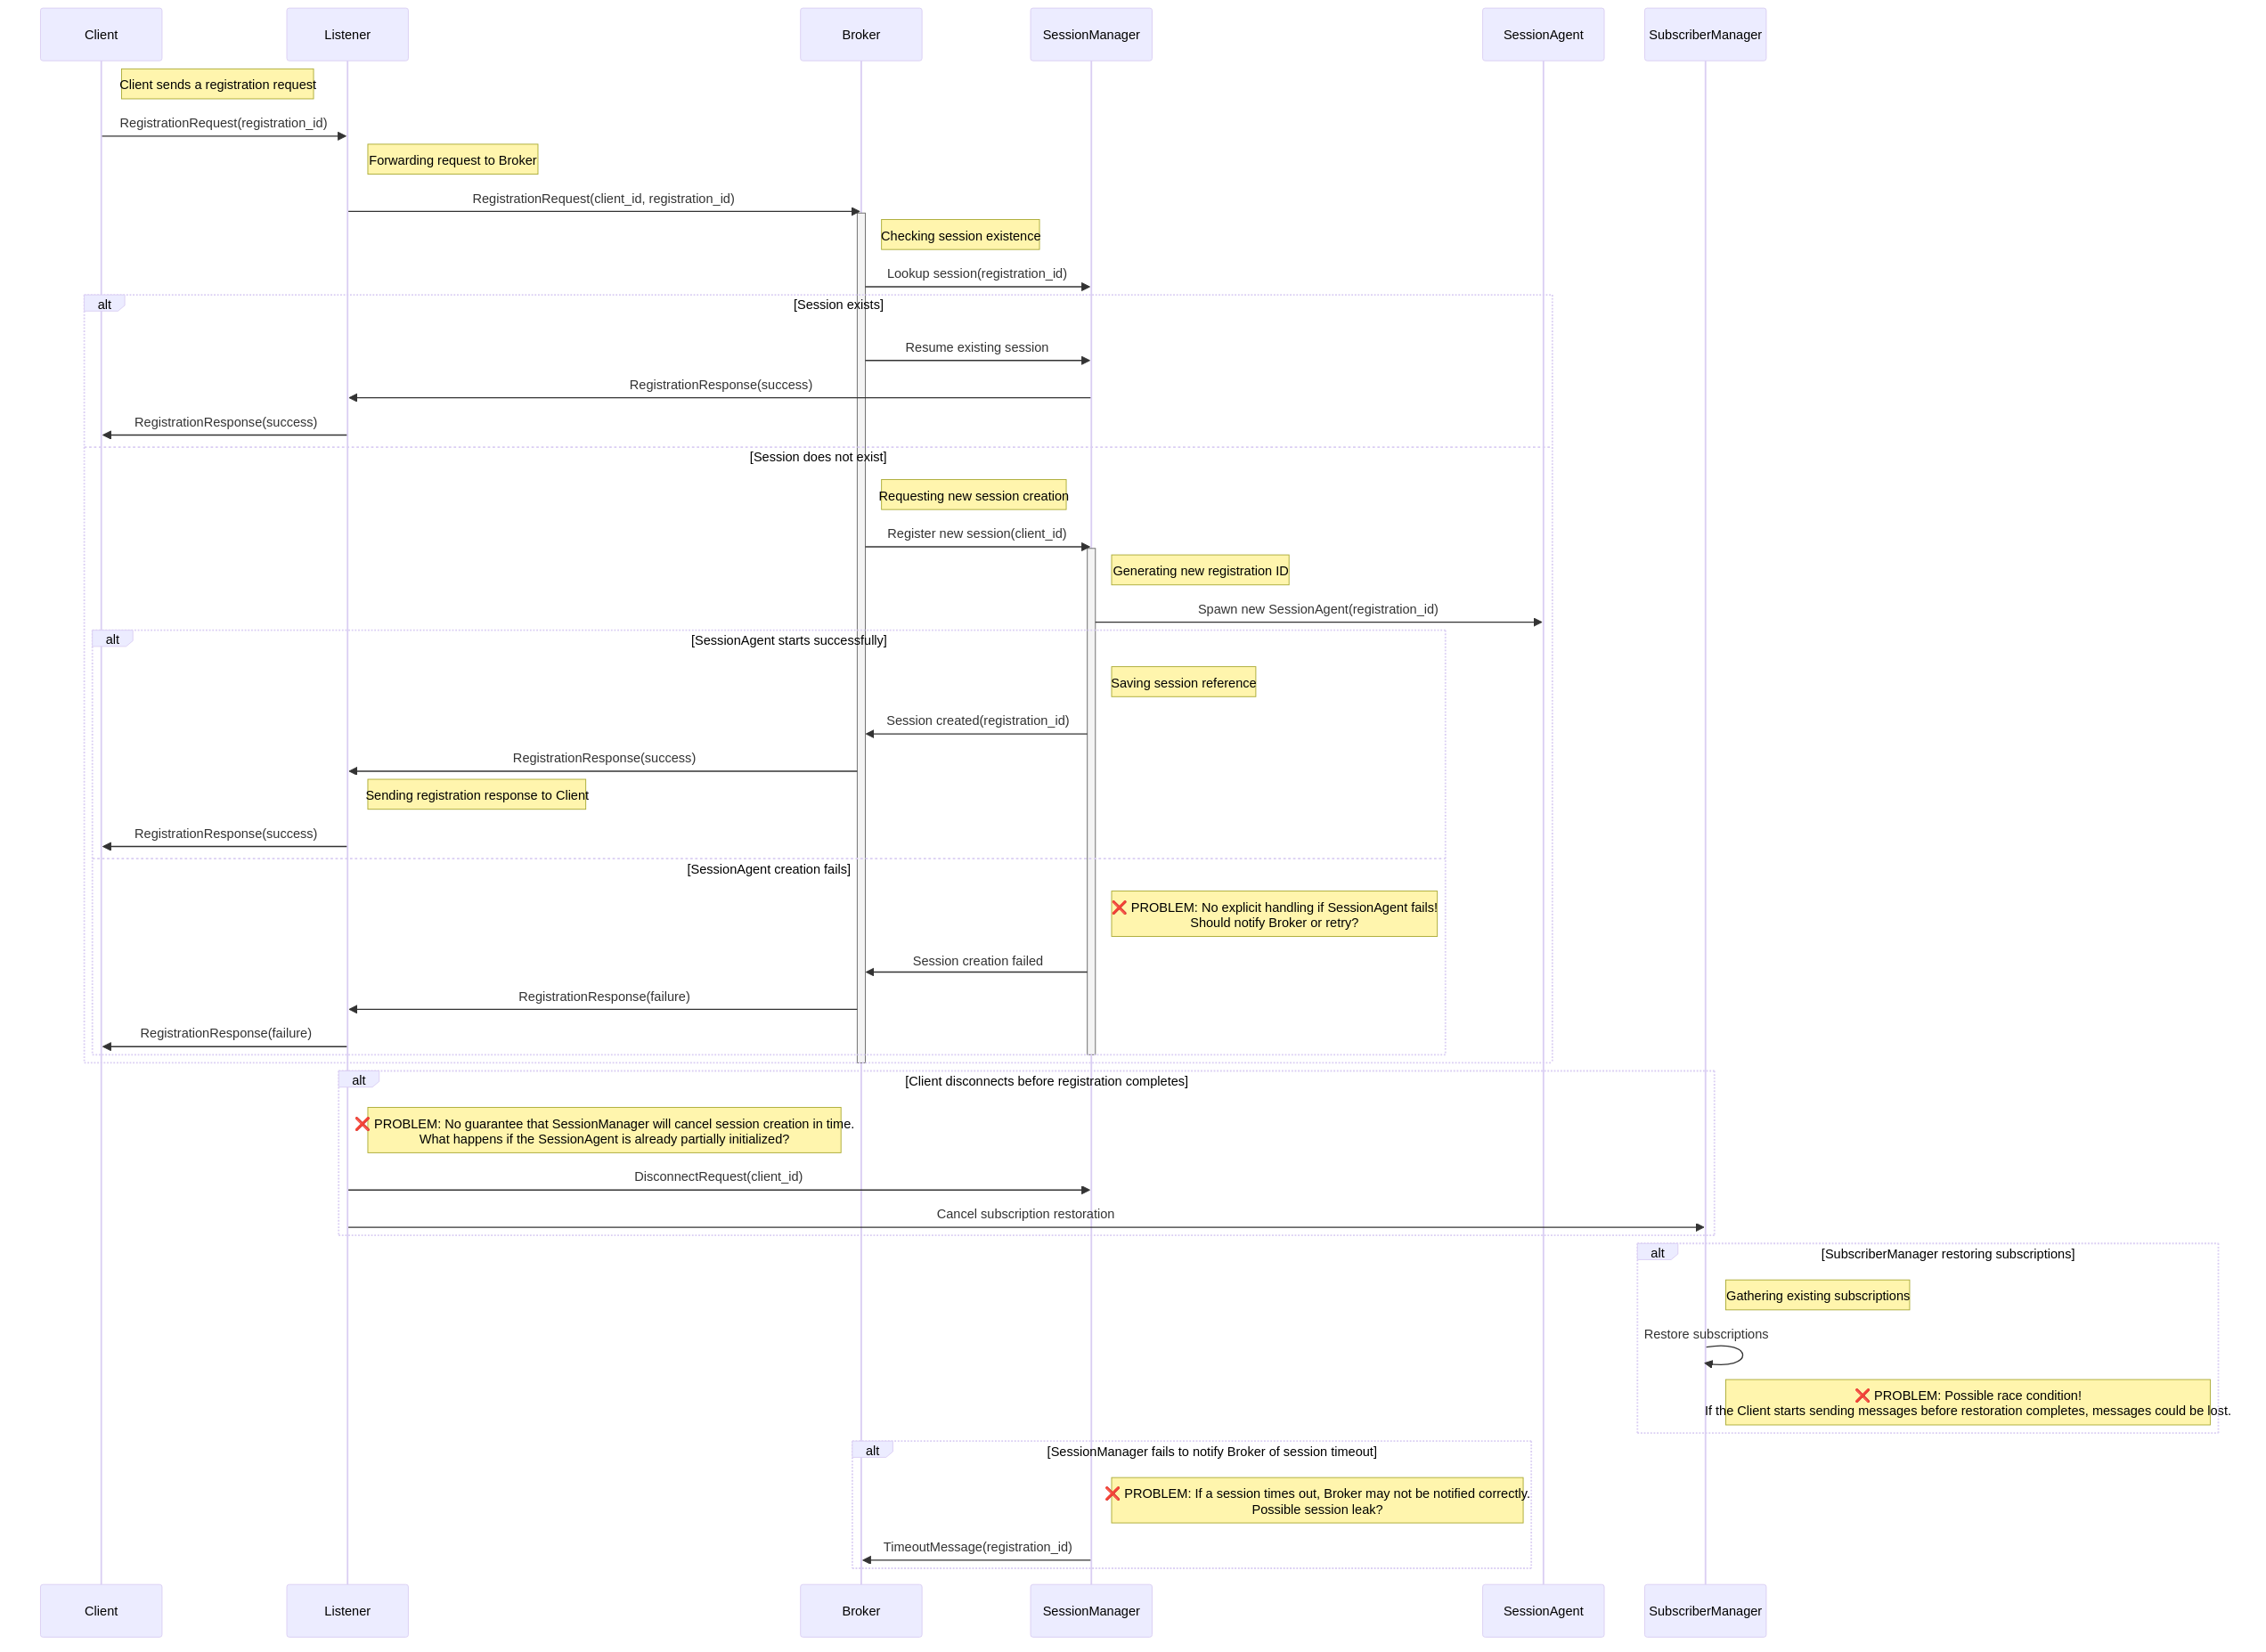 Client
Listener
Broker
SessionManager
SessionAgent
SubscriberManager
Client sends a registration request
RegistrationRequest(registration_id)
Forwarding request to Broker
RegistrationRequest(client_id, registration_id)
Checking session existence
Lookup session(registration_id)
alt
[Session exists]
Resume existing session
RegistrationResponse(success)
RegistrationResponse(success)
[Session does not exist]
Requesting new session creation
Register new session(client_id)
Generating new registration ID
Spawn new SessionAgent(registration_id)
alt
[SessionAgent starts successfully]
Saving session reference
Session created(registration_id)
RegistrationResponse(success)
Sending registration response to Client
RegistrationResponse(success)
[SessionAgent creation fails]
❌ PROBLEM: No explicit handling if SessionAgent fails!
Should notify Broker or retry?
Session creation failed
RegistrationResponse(failure)
RegistrationResponse(failure)
alt
[Client disconnects before registration completes]
❌ PROBLEM: No guarantee that SessionManager will cancel session creation in time.
What happens if the SessionAgent is already partially initialized?
DisconnectRequest(client_id)
Cancel subscription restoration
alt
[SubscriberManager restoring subscriptions]
Gathering existing subscriptions
Restore subscriptions
❌ PROBLEM: Possible race condition!
If the Client starts sending messages before restoration completes, messages could be lost.
alt
[SessionManager fails to notify Broker of session timeout]
❌ PROBLEM: If a session times out, Broker may not be notified correctly.
Possible session leak?
TimeoutMessage(registration_id)
Client
Listener
Broker
SessionManager
SessionAgent
SubscriberManager